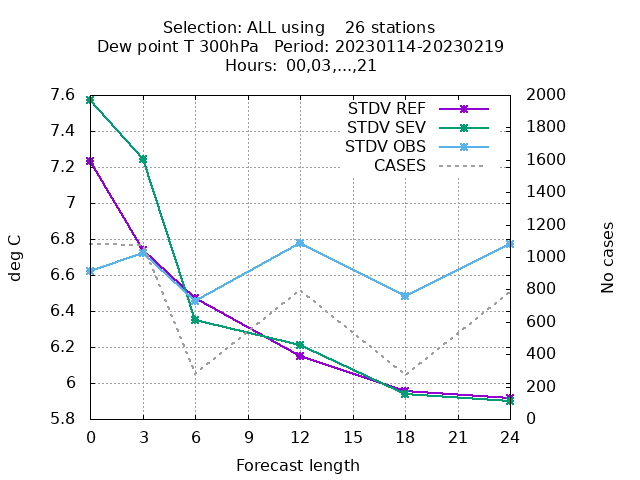 Selection: ALL using    26 stations
Dew point T 300hPa   Period: 20230114-20230219
Hours: 00,03,...,21
STDV REF
STDV SEV
STDV OBS
CASES
7.6
7.4
7.2
7
6.8
6.6
6.4
6.2
6
5.8
deg C
2000
1800
1600
1400
1200
1000
800
600
400
200
0
No cases
0 3 6 9 12 15 18 21 24
Forecast length